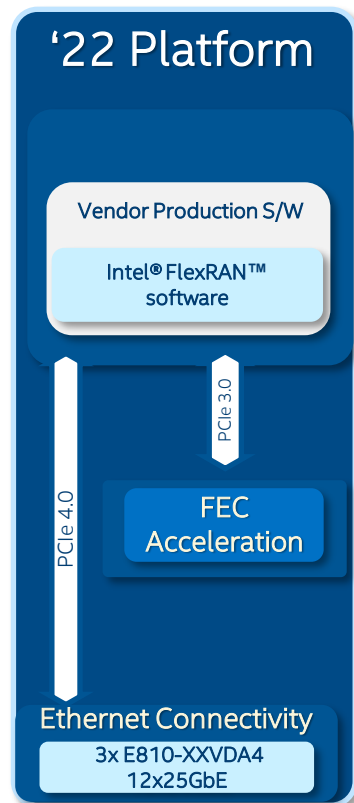 ‘22 Platform
Vendor Production S/W
Intel® FlexRAN™
software
PCIe 3.0
PCIe 4.0
FEC
Acceleration
Ethernet Connectivity
3x E810-XXVDA4
12x25GbE